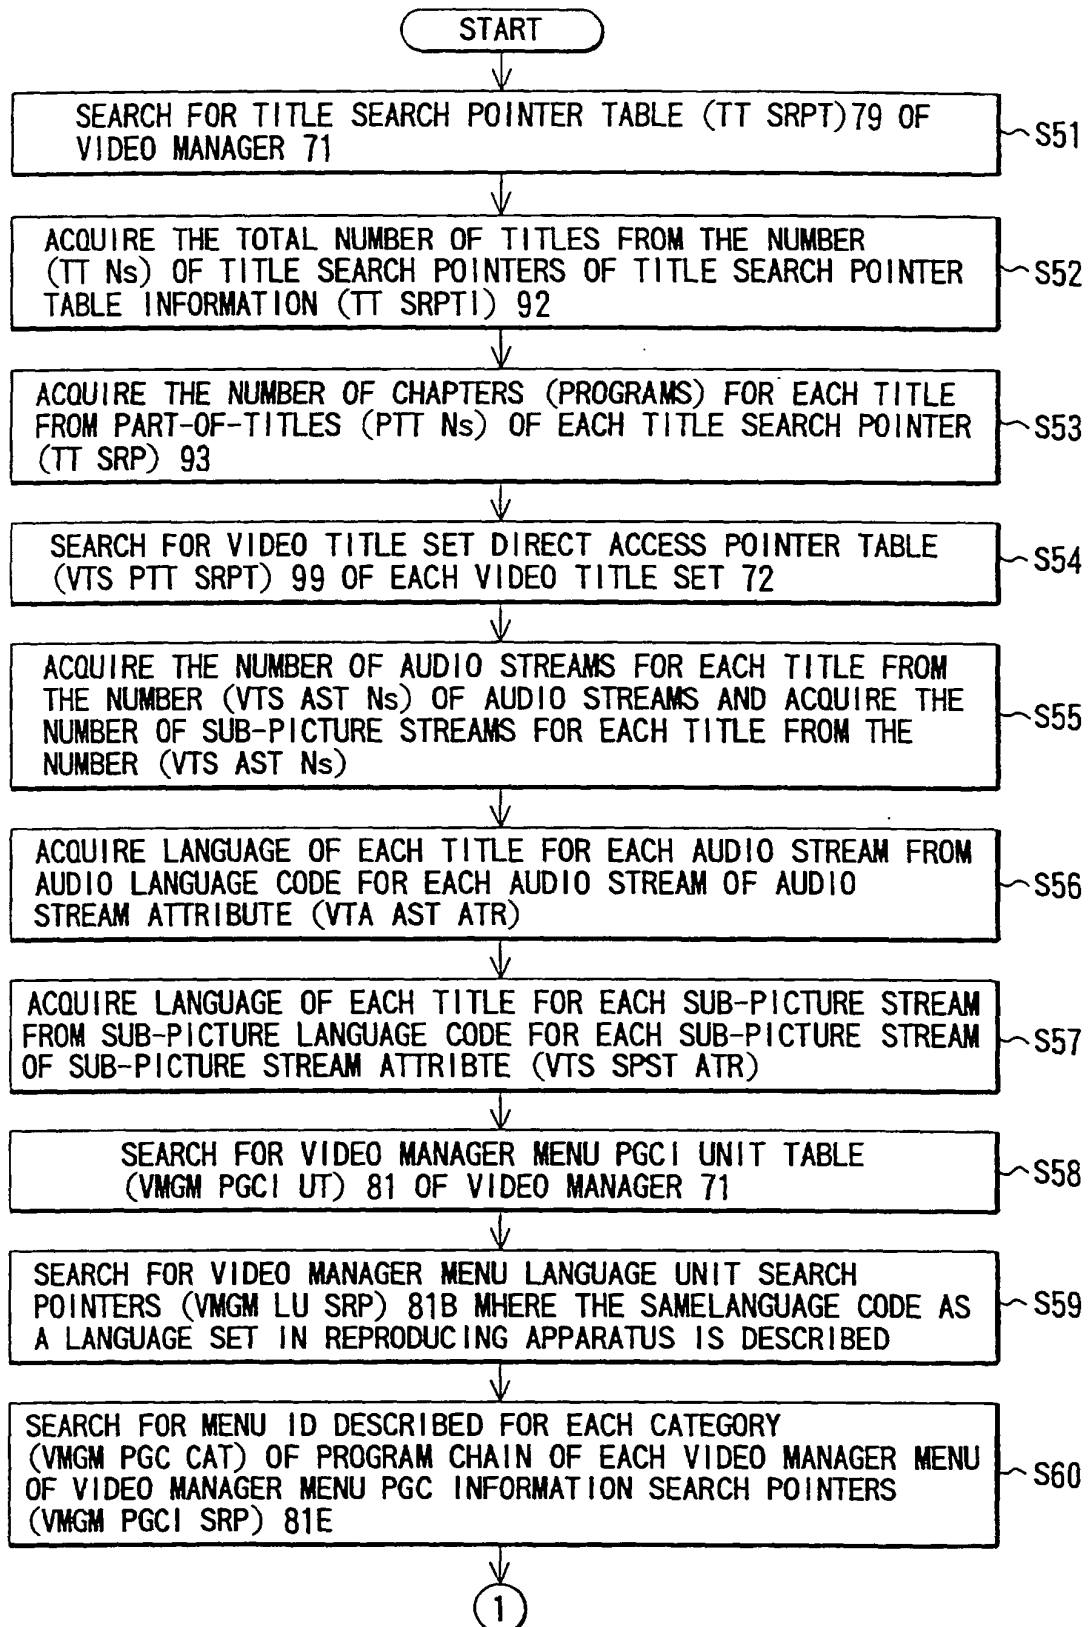 START
SEARCH FOR TITLE SEARCH POINTER TABLE (TT SRPT)79 OF
VIDEO MANAGER 71
S51
ACQUIRE THE TOTAL NUMBER OF TITLES FROM THE NUMBER
(TT Ns) OF TITLE SEARCH POINTERS OF TITLE SEARCH POINTER
TABLE INFORMATION (TT SRPTI) 92
S52
ACQUIRE THE NUMBER OF CHAPTERS (PROGRAMS) FOR EACH TITLE
FROM PART-OF-TITLES (PTT Ns) OF EACH TITLE SEARCH POINTER
(TT SRP) 93
S53
SEARCH FOR VIDEO TITLE SET DIRECT ACCESS POINTER TABLE
(VTS PTT SRPT) 99 OF EACH VIDEO TITLE SET 72
S54
ACQUIRE THE NUMBER OF AUDIO STREAMS FOR EACH TITLE FROM
THE NUMBER (VTS AST Ns) OF AUDIO STREAMS AND ACQUIRE THE
NUMBER OF SUB-PICTURE STREAMS FOR EACH TITLE FROM THE
NUMBER (VTS AST Ns)
S55
ACQUIRE LANGUAGE OF EACH TITLE FOR EACH AUDIO STREAM FROM
AUDIO LANGUAGE CODE FOR EACH AUDIO STREAM OF AUDIO
STREAM ATTRIBUTE (VTA AST ATR)
S56
ACQUIRE LANGUAGE OF EACH TITLE FOR EACH SUB-PICTURE STREAM
FROM SUB-PICTURE LANGUAGE CODE FOR EACH SUB-PICTURE STREAM
OF SUB-PICTURE STREAM ATTRIBTE (VTS SPST ATR)
S57
SEARCH FOR VIDEO MANAGER MENU PGCI UNIT TABLE
(VMGM PGCI UT) 81 OF VIDEO MANAGER 71
S58
SEARCH FOR VIDEO MANAGER MENU LANGUAGE UNIT SEARCH
POINTERS (VMGM LU SRP) 81B MHERE THE SAMELANGUAGE CODE AS
A LANGUAGE SET IN REPRODUCING APPARATUS IS DESCRIBED
S59
SEARCH FOR MENU ID DESCRIBED FOR EACH CATEGORY
(VMGM PGC CAT) OF PROGRAM CHAIN OF EACH VIDEO MANAGER MENU
OF VIDEO MANAGER MENU PGC INFORMATION SEARCH POINTERS
(VMGM PGCI SRP) 81E
S60
1